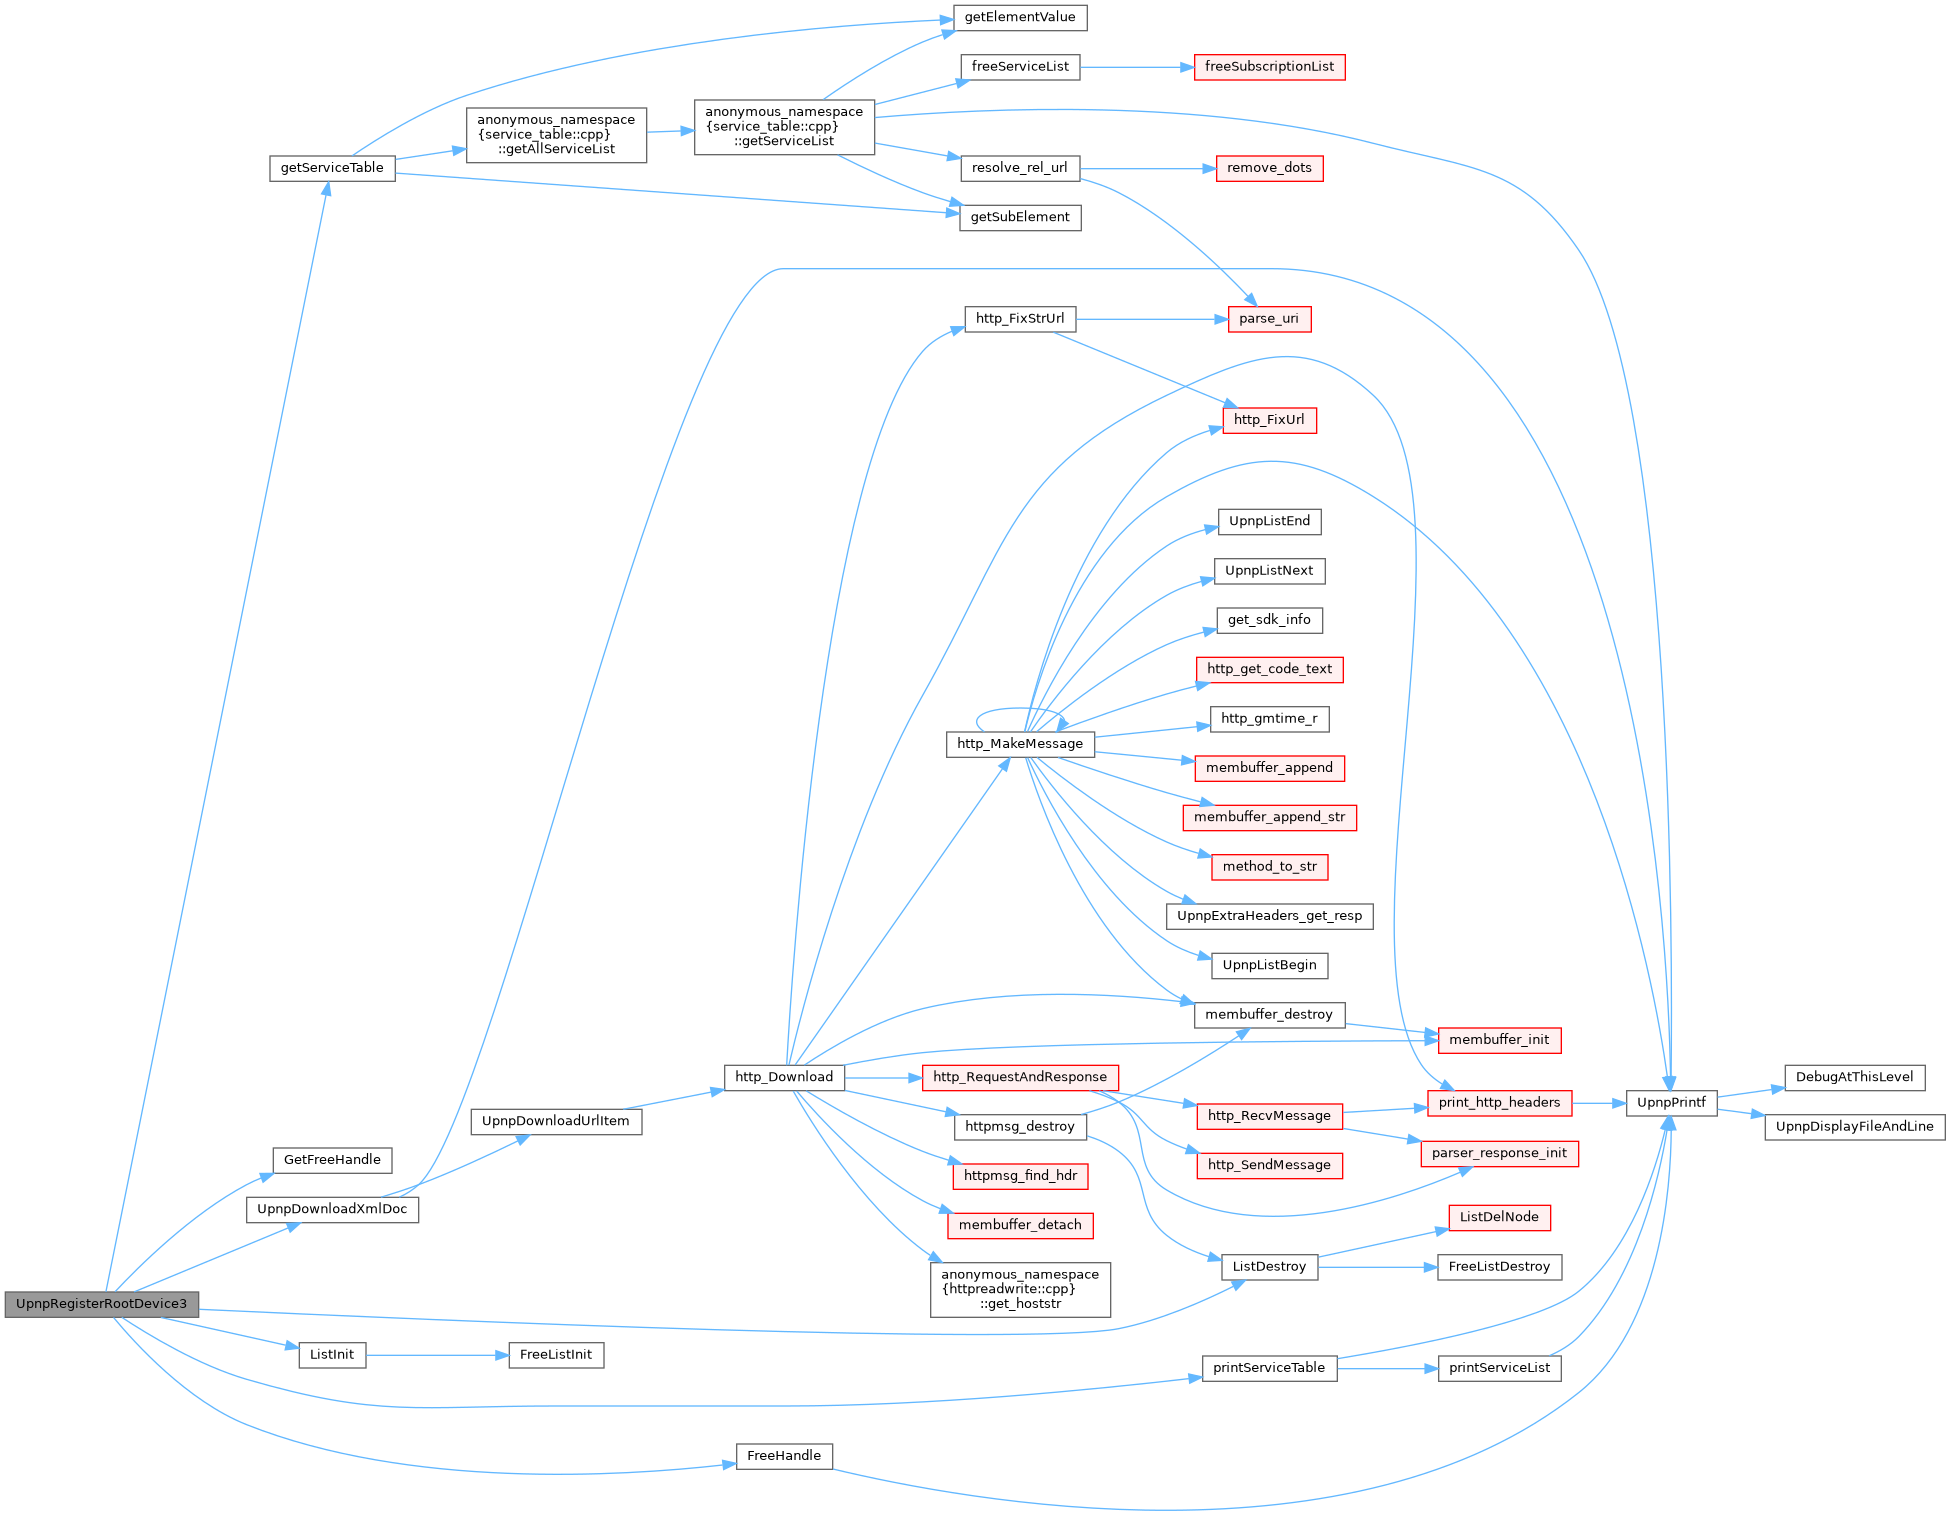 getElementValue
freeServiceList
freeSubscriptionList
anonymous_namespace
{service_table::cpp}
::getAllServiceList
anonymous_namespace
{service_table::cpp}
::getServiceList
getServiceTable
resolve_rel_url
remove_dots
getSubElement
http_FixStrUrl
parse_uri
http_FixUrl
UpnpListEnd
UpnpListNext
get_sdk_info
http_get_code_text
http_gmtime_r
http_MakeMessage
membuffer_append
membuffer_append_str
method_to_str
UpnpExtraHeaders_get_resp
UpnpListBegin
membuffer_destroy
membuffer_init
http_Download
http_RequestAndResponse
DebugAtThisLevel
print_http_headers
UpnpPrintf
http_RecvMessage
UpnpDownloadUrlItem
httpmsg_destroy
UpnpDisplayFileAndLine
parser_response_init
GetFreeHandle
http_SendMessage
httpmsg_find_hdr
UpnpDownloadXmlDoc
membuffer_detach
ListDelNode
ListDestroy
FreeListDestroy
anonymous_namespace
{httpreadwrite::cpp}
::get_hoststr
UpnpRegisterRootDevice3
ListInit
FreeListInit
printServiceTable
printServiceList
FreeHandle